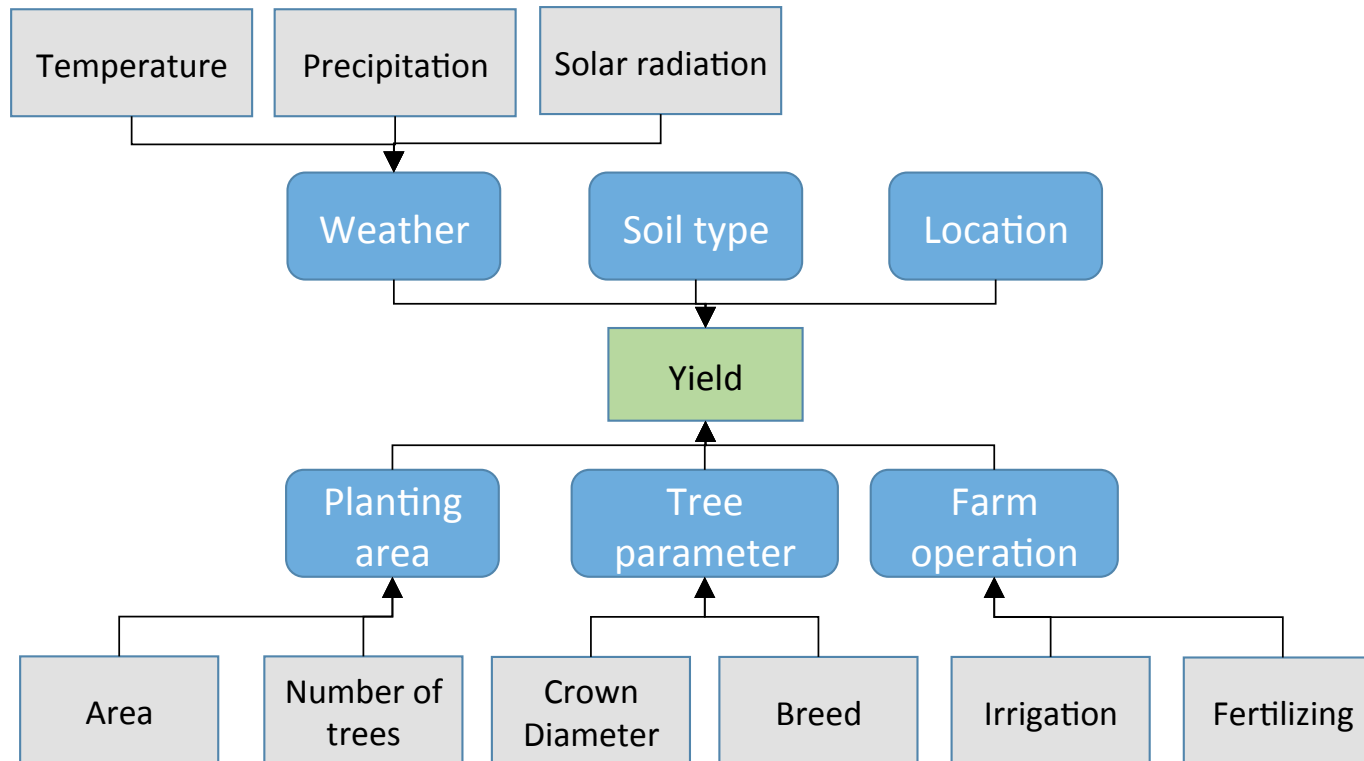 Temperature
Precipitation
Solar radiation
Weather
Soil type
Location
Yield
Planting
area
Tree
parameter
Farm
operation
Area
Number of
trees
Crown
Diameter
Breed
Irrigation
Fertilizing